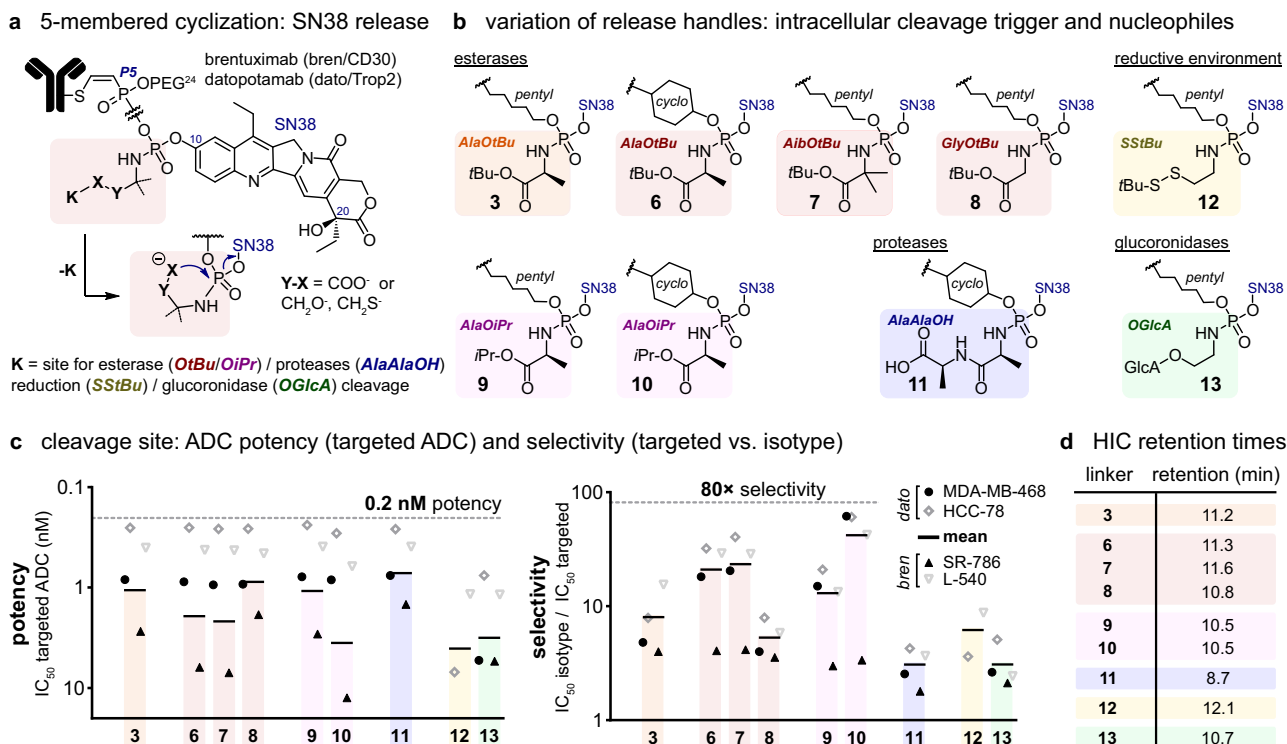 a 5-membered cyclization: SN38 release
brentuximab (bren/CD30)
datopotamab (dato/Trop2)
P5
OPEG24
S
P
O
O
O
10
SN38
HN
P
O
N
N
O
O
O
HO
20
K
X
Y
-K
SN38
⊖
X
Y
O
O
P
O
NH
Y-X = COO- or
CH2O-, CH2S-
K = site for esterase (OtBu/OiPr) / proteases (AlaAlaOH)
reduction (SStBu) / glucoronidase (OGlcA) cleavage
b variation of release handles: intracellular cleavage trigger and nucleophiles
esterases
pentyl
SN38
AlaOtBu
O
O
P
O
HN
tBu-O
O
3
cyclo
SN38
AlaOtBu
O
O
P
O
HN
tBu-O
O
6
pentyl
SN38
AibOtBu
O
O
P
O
HN
tBu-O
O
7
pentyl
SN38
GlyOtBu
O
O
P
O
HN
tBu-O
O
8
reductive environment
pentyl
SN38
SStBu
O
O
P
O
HN
tBu-S
S
12
pentyl
SN38
AlaOiPr
O
O
P
O
HN
iPr-O
O
9
cyclo
SN38
AlaOiPr
O
O
P
O
HN
iPr-O
O
10
proteases
cyclo
SN38
AlaAlaOH
O
O
P
O
O
HN
HO
H
N
O
11
glucoronidases
pentyl
SN38
OGlcA
O
O
P
O
HN
GlcA
O
13
c cleavage site: ADC potency (targeted ADC) and selectivity (targeted vs. isotype)
potency
IC50 targeted ADC (nM)
0.1
1
10
0.2 nM potency
3 6 7 8 9 10 11 12 13
selectivity
IC50 isotype / IC50 targeted
100
10
1
80× selectivity
3 6 7 8 9 10 11 12 13
dato
MDA-MB-468
HCC-78
mean
bren
SR-786
L-540
d HIC retention times
linker retention (min)
3 11.2
6 11.3
7 11.6
8 10.8
9 10.5
10 10.5
11 8.7
12 12.1
13 10.7